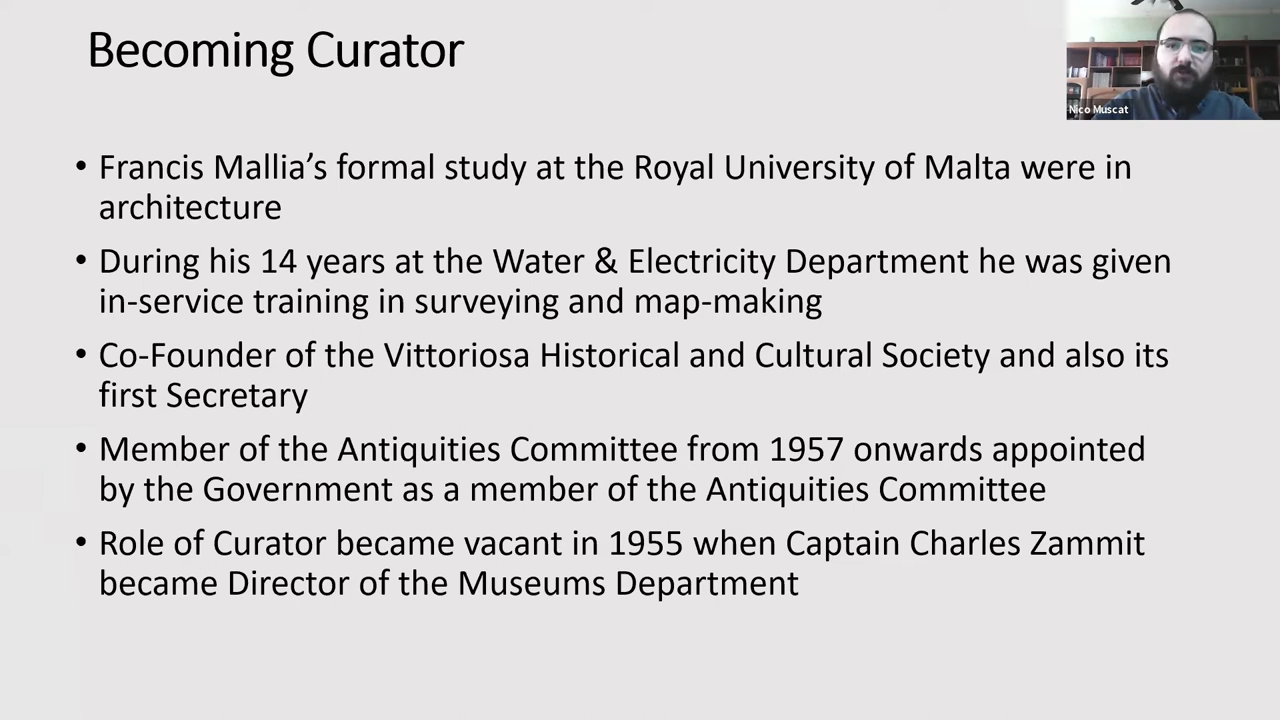 Becoming Curator
Nico Muscat
• Francis Mallia’s formal study at the Royal University of Malta were in
architecture
• During his 14 years at the Water & Electricity Department he was given
in-service training in surveying and map-making
• Co-Founder of the Vittoriosa Historical and Cultural Society and also its
first Secretary
• Member of the Antiquities Committee from 1957 onwards appointed
by the Government as a member of the Antiquities Committee
• Role of Curator became vacant in 1955 when Captain Charles Zammit
became Director of the Museums Department